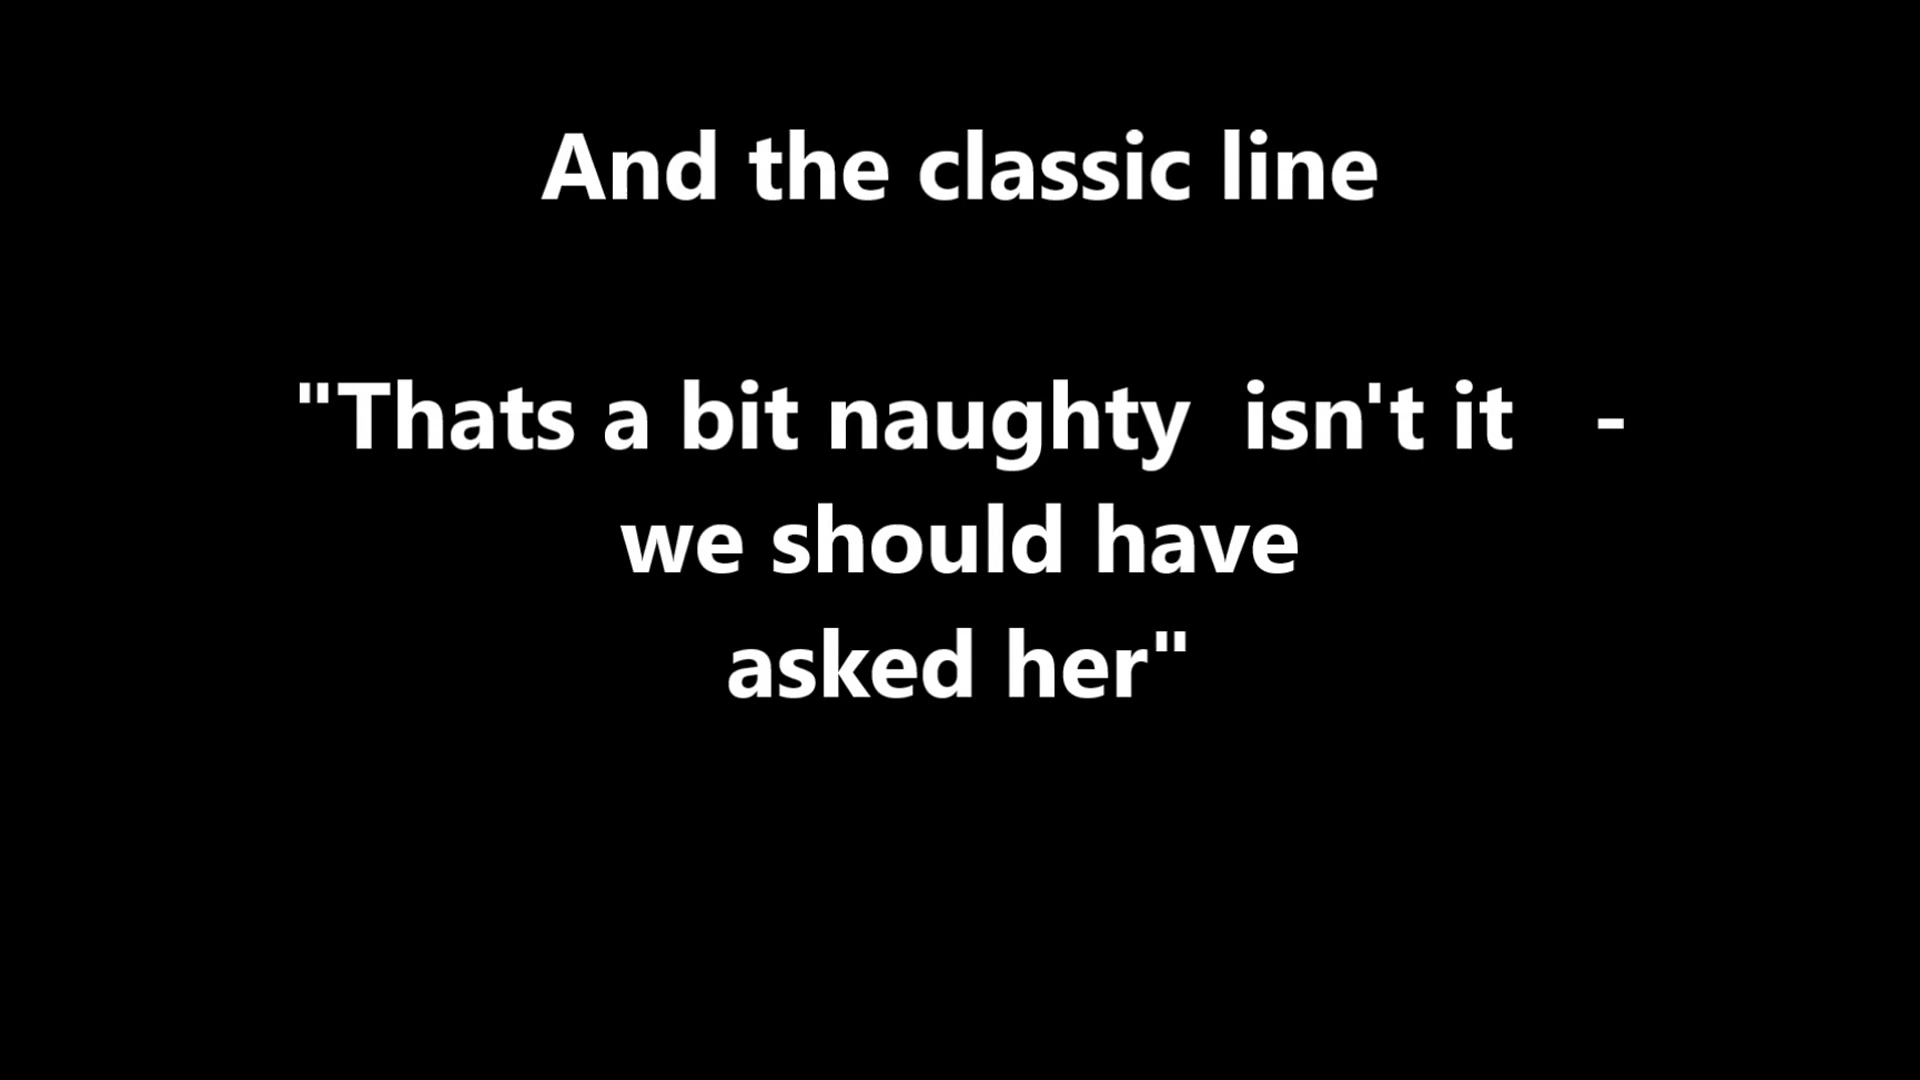 And the classic line
"Thats a bit naughty  isn't it   -
we should have
asked her"